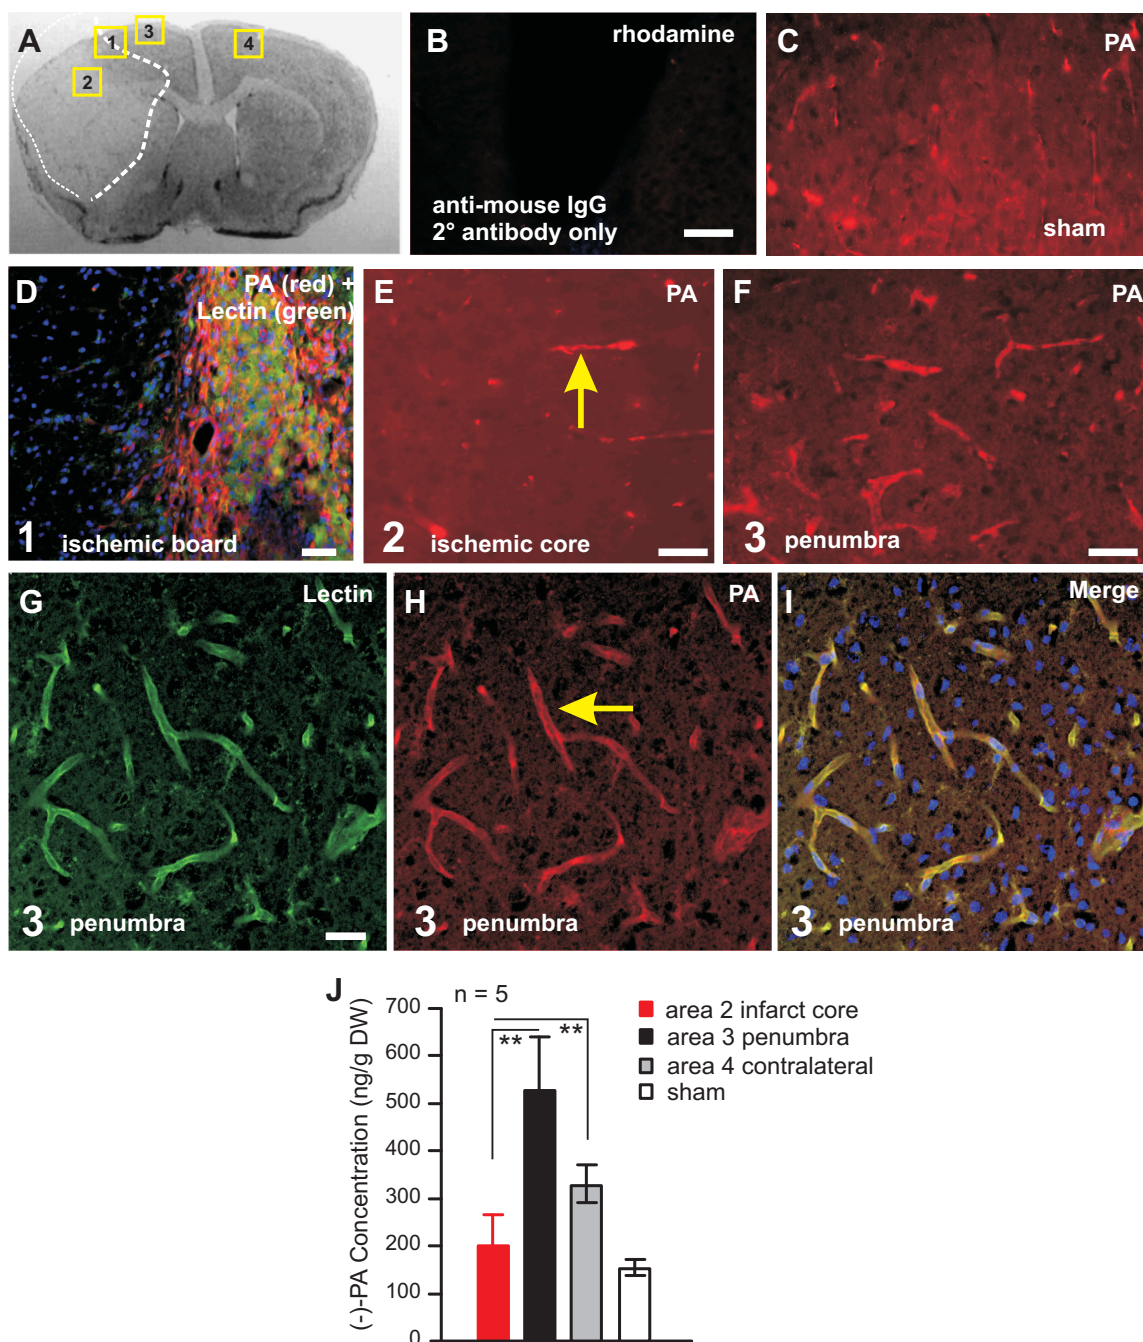 A
1
2
3
4
B
rhodamine
anti-mouse IgG
2° antibody only
C
PA
sham
D
PA (red) +
Lectin (green)
1 ischemic board
E
PA
2 ischemic core
F
PA
3 penumbra
G
Lectin
3 penumbra
H
PA
3 penumbra
I
Merge
3 penumbra
J
n = 5
(-)-PA Concentration (ng/g DW)
700
600
500
400
300
200
100
0
**
**
area 2 infarct core
area 3 penumbra
area 4 contralateral
sham